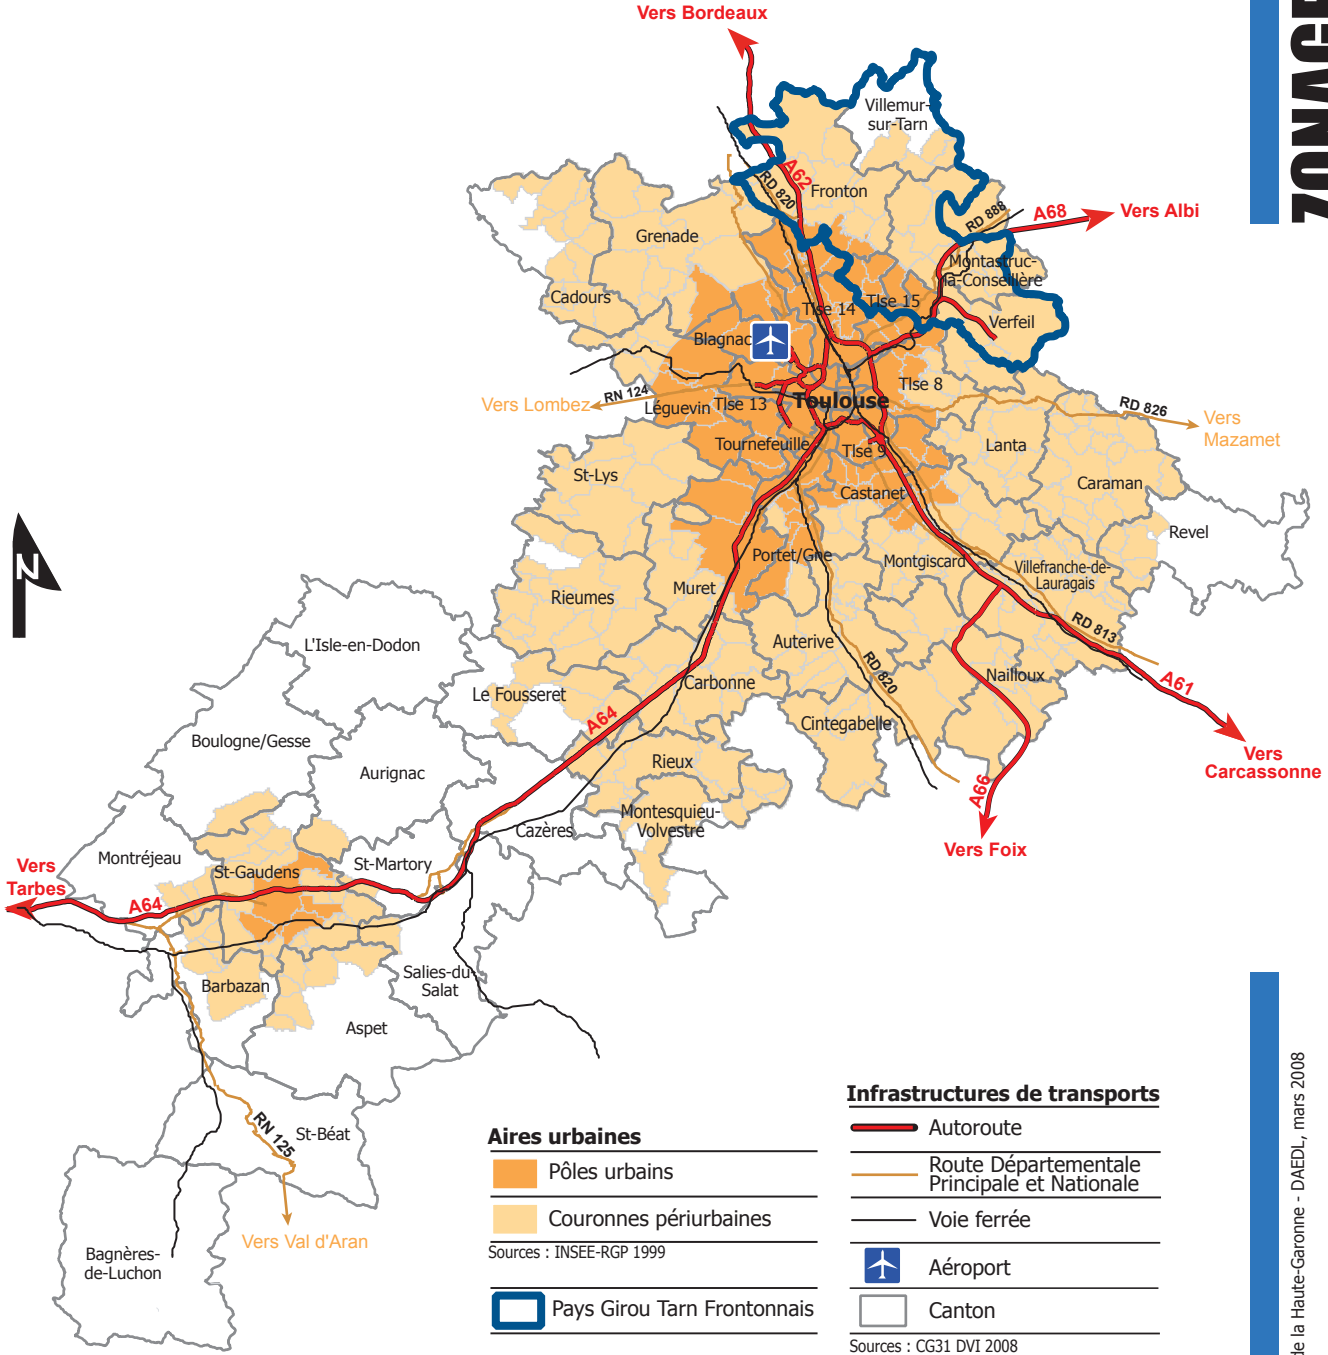 Vers Bordeaux
ZONAGE
Villemur-
sur-Tarn
A62
RD 820
Fronton
RD 888
A68
Vers Albi
Grenade
Montastruc-
la-Conseillère
Cadours
Tlse 14
Tlse 15
Verfeil
Blagnac
Tlse 8
RN 124
Vers Lombez
Léguevin
Tlse 13
Toulouse
RD 826
Vers
Mazamet
Tournefeuille
Tlse 9
Lanta
St-Lys
Castanet
Caraman
Revel
N
Portet/Gne
Montgiscard
Villefranche-de-
Lauragais
Rieumes
Muret
L'Isle-en-Dodon
Auterive
RD 813
RD 820
Le Fousseret
Carbonne
Nailloux
A61
A64
Cintegabelle
Boulogne/Gesse
Aurignac
Rieux
Vers
Carcassonne
A66
Montesquieu-
Volvestre
Cazères
Vers Foix
Montréjeau
St-Gaudens
St-Martory
Vers
Tarbes
A64
Barbazan
Salies-du-
Salat
Aspet
RN 125
St-Béat
Vers Val d'Aran
Bagnères-
de-Luchon
Aires urbaines
Pôles urbains
Couronnes périurbaines
Sources : INSEE-RGP 1999
Pays Girou Tarn Frontonnais
Infrastructures de transports
Autoroute
Route Départementale
Principale et Nationale
Voie ferrée
Aéroport
Canton
Sources : CG31 DVI 2008
de la Haute-Garonne - DAEDL, mars 2008